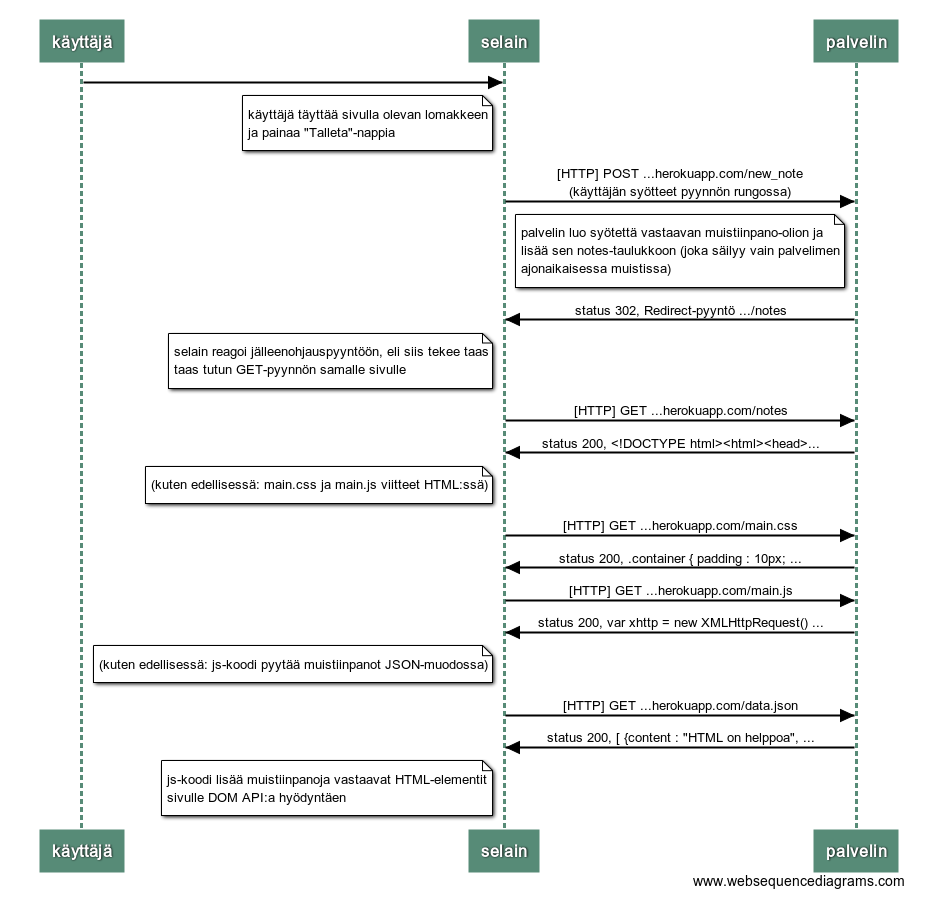 käyttäjä
selain
palvelin
käyttäjä täyttää sivulla olevan lomakkeen
ja painaa "Talleta"-nappia
[HTTP] POST ...herokuapp.com/new_note
(käyttäjän syötteet pyynnön rungossa)
palvelin luo syötettä vastaavan muistiinpano-olion ja
lisää sen notes-taulukkoon (joka säilyy vain palvelimen
ajonaikaisessa muistissa)
status 302, Redirect-pyyntö .../notes
selain reagoi jälleenohjauspyyntöön, eli siis tekee taas
taas tutun GET-pyynnön samalle sivulle
[HTTP] GET ...herokuapp.com/notes
status 200, <!DOCTYPE html><html><head>...
(kuten edellisessä: main.css ja main.js viitteet HTML:ssä)
[HTTP] GET ...herokuapp.com/main.css
status 200, .container { padding : 10px; ...
[HTTP] GET ...herokuapp.com/main.js
status 200, var xhttp = new XMLHttpRequest() ...
(kuten edellisessä: js-koodi pyytää muistiinpanot JSON-muodossa)
[HTTP] GET ...herokuapp.com/data.json
status 200, [ {content : "HTML on helppoa", ...
js-koodi lisää muistiinpanoja vastaavat HTML-elementit
sivulle DOM API:a hyödyntäen
käyttäjä
selain
palvelin
www.websequencediagrams.com